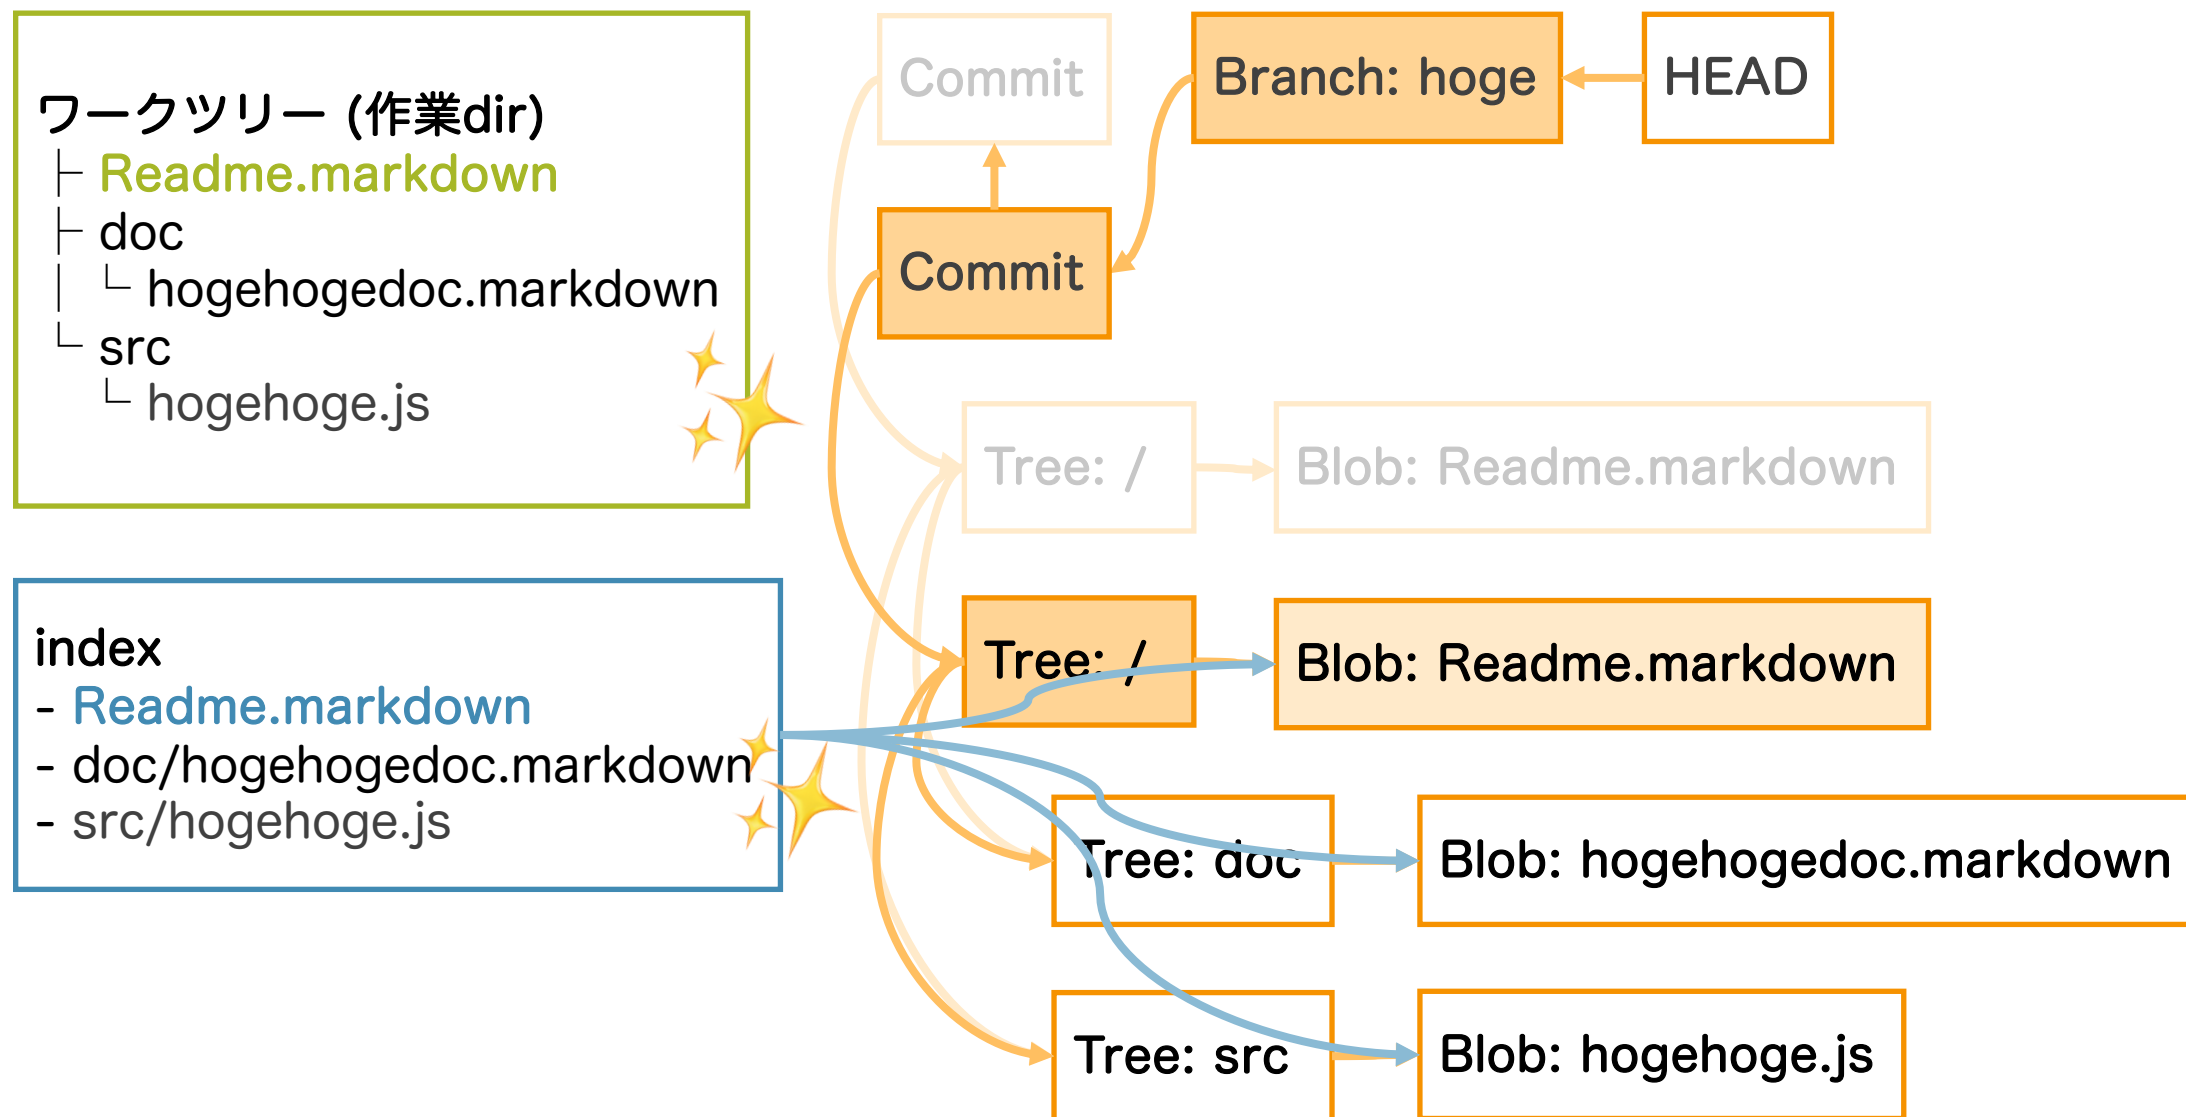 ワークツリー (作業dir)
├ Readme.markdown
├ doc
│ └ hogehogedoc.markdown
└ src
└ hogehoge.js
index
- Readme.markdown
- doc/hogehogedoc.markdown
- src/hogehoge.js
Commit
Branch: hoge
HEAD
Commit
Tree: /
Blob: Readme.markdown
Tree: /
Blob: Readme.markdown
Tree: doc
Blob: hogehogedoc.markdown
Tree: src
Blob: hogehoge.js